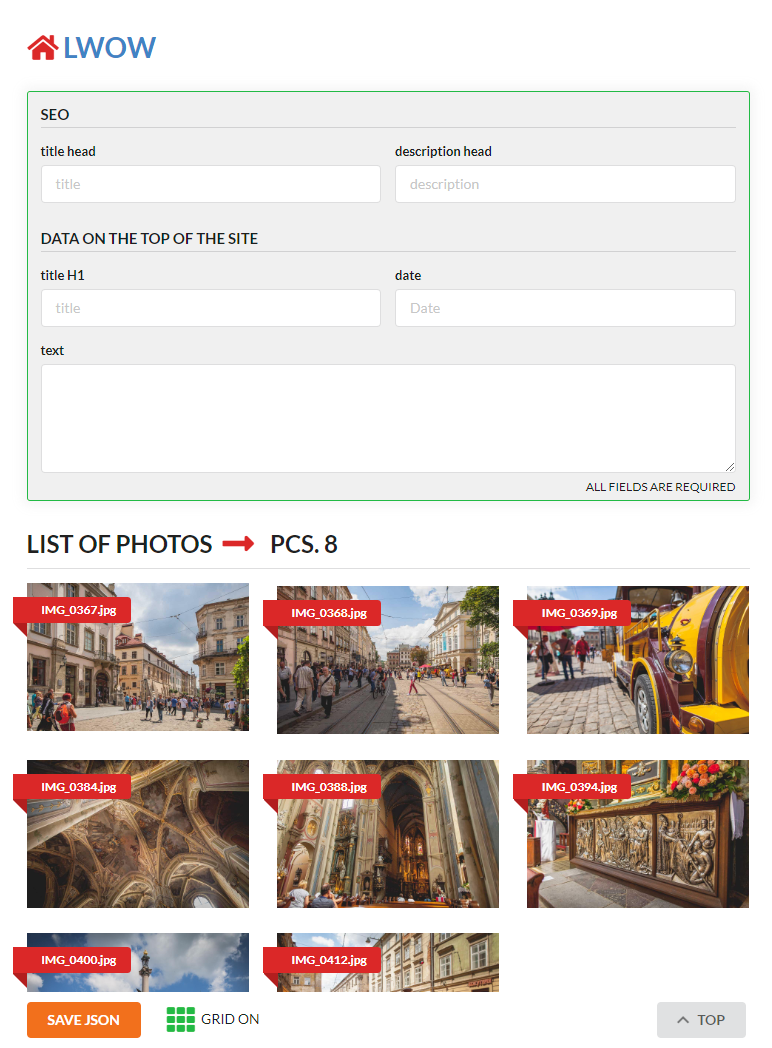 LWOW
SEO
title head description head
title description
DATA ON THE TOP OF THE SITE
title H1 date
title Date
text
ALL FIELDS ARE REQUIRED
LIST OF PHOTOS PCS. 8
IMG_0367.jpg IMG_0368.jpg IMG_0369.jpg
IMG_0384.jpg IMG_0388.jpg IMG_0394.jpg
IMG_0400.jpg IMG_0412.jpg
SAVE JSON GRID ON TOP